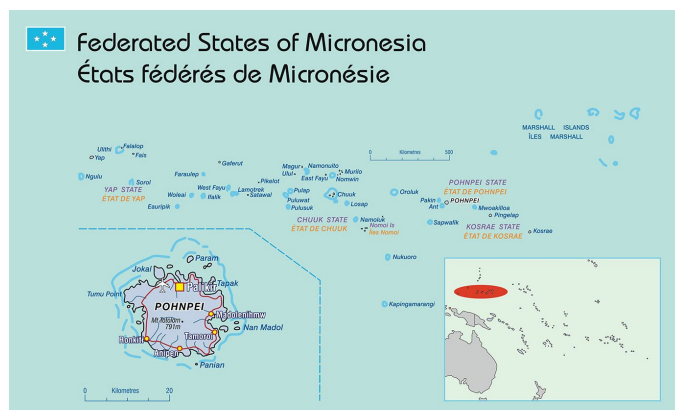 Federated States of Micronesia
États fédérés de Micronésie
MARSHALL ISLANDS
ÎLES MARSHALL
0 Kilometres 500
Ulithi
Falalop
Yap
Fais
Ngulu
Sorol
YAP STATE
ÉTAT DE YAP
Eauripik
Woleai
Faraulep
Gaferut
West Fayu
Ifalik
Lamotrek
Satawal
Pikelot
Magur
Namonuito
Ulul
East Fayu
Murilo
Nomwin
Pulap
Puluwat
Pulusuk
Chuuk
Losap
CHUUK STATE
ÉTAT DE CHUUK
Namoluk
Nomoi Is
Îles Nomoi
Oroluk
POHNPEI STATE
ÉTAT DE POHNPEI
Pakin
Ant
POHNPEI
Mwoakilloa
Pingelap
Sapwafik
KOSRAE STATE
ÉTAT DE KOSRAE
Kosrae
Nukuoro
Kapingamarangi
Param
Jokal
Tapak
Tumu Point
POHNPEI
791m
Madolenihmw
Nan Madol
Tamoroi
Panian
0 Kilometres 20